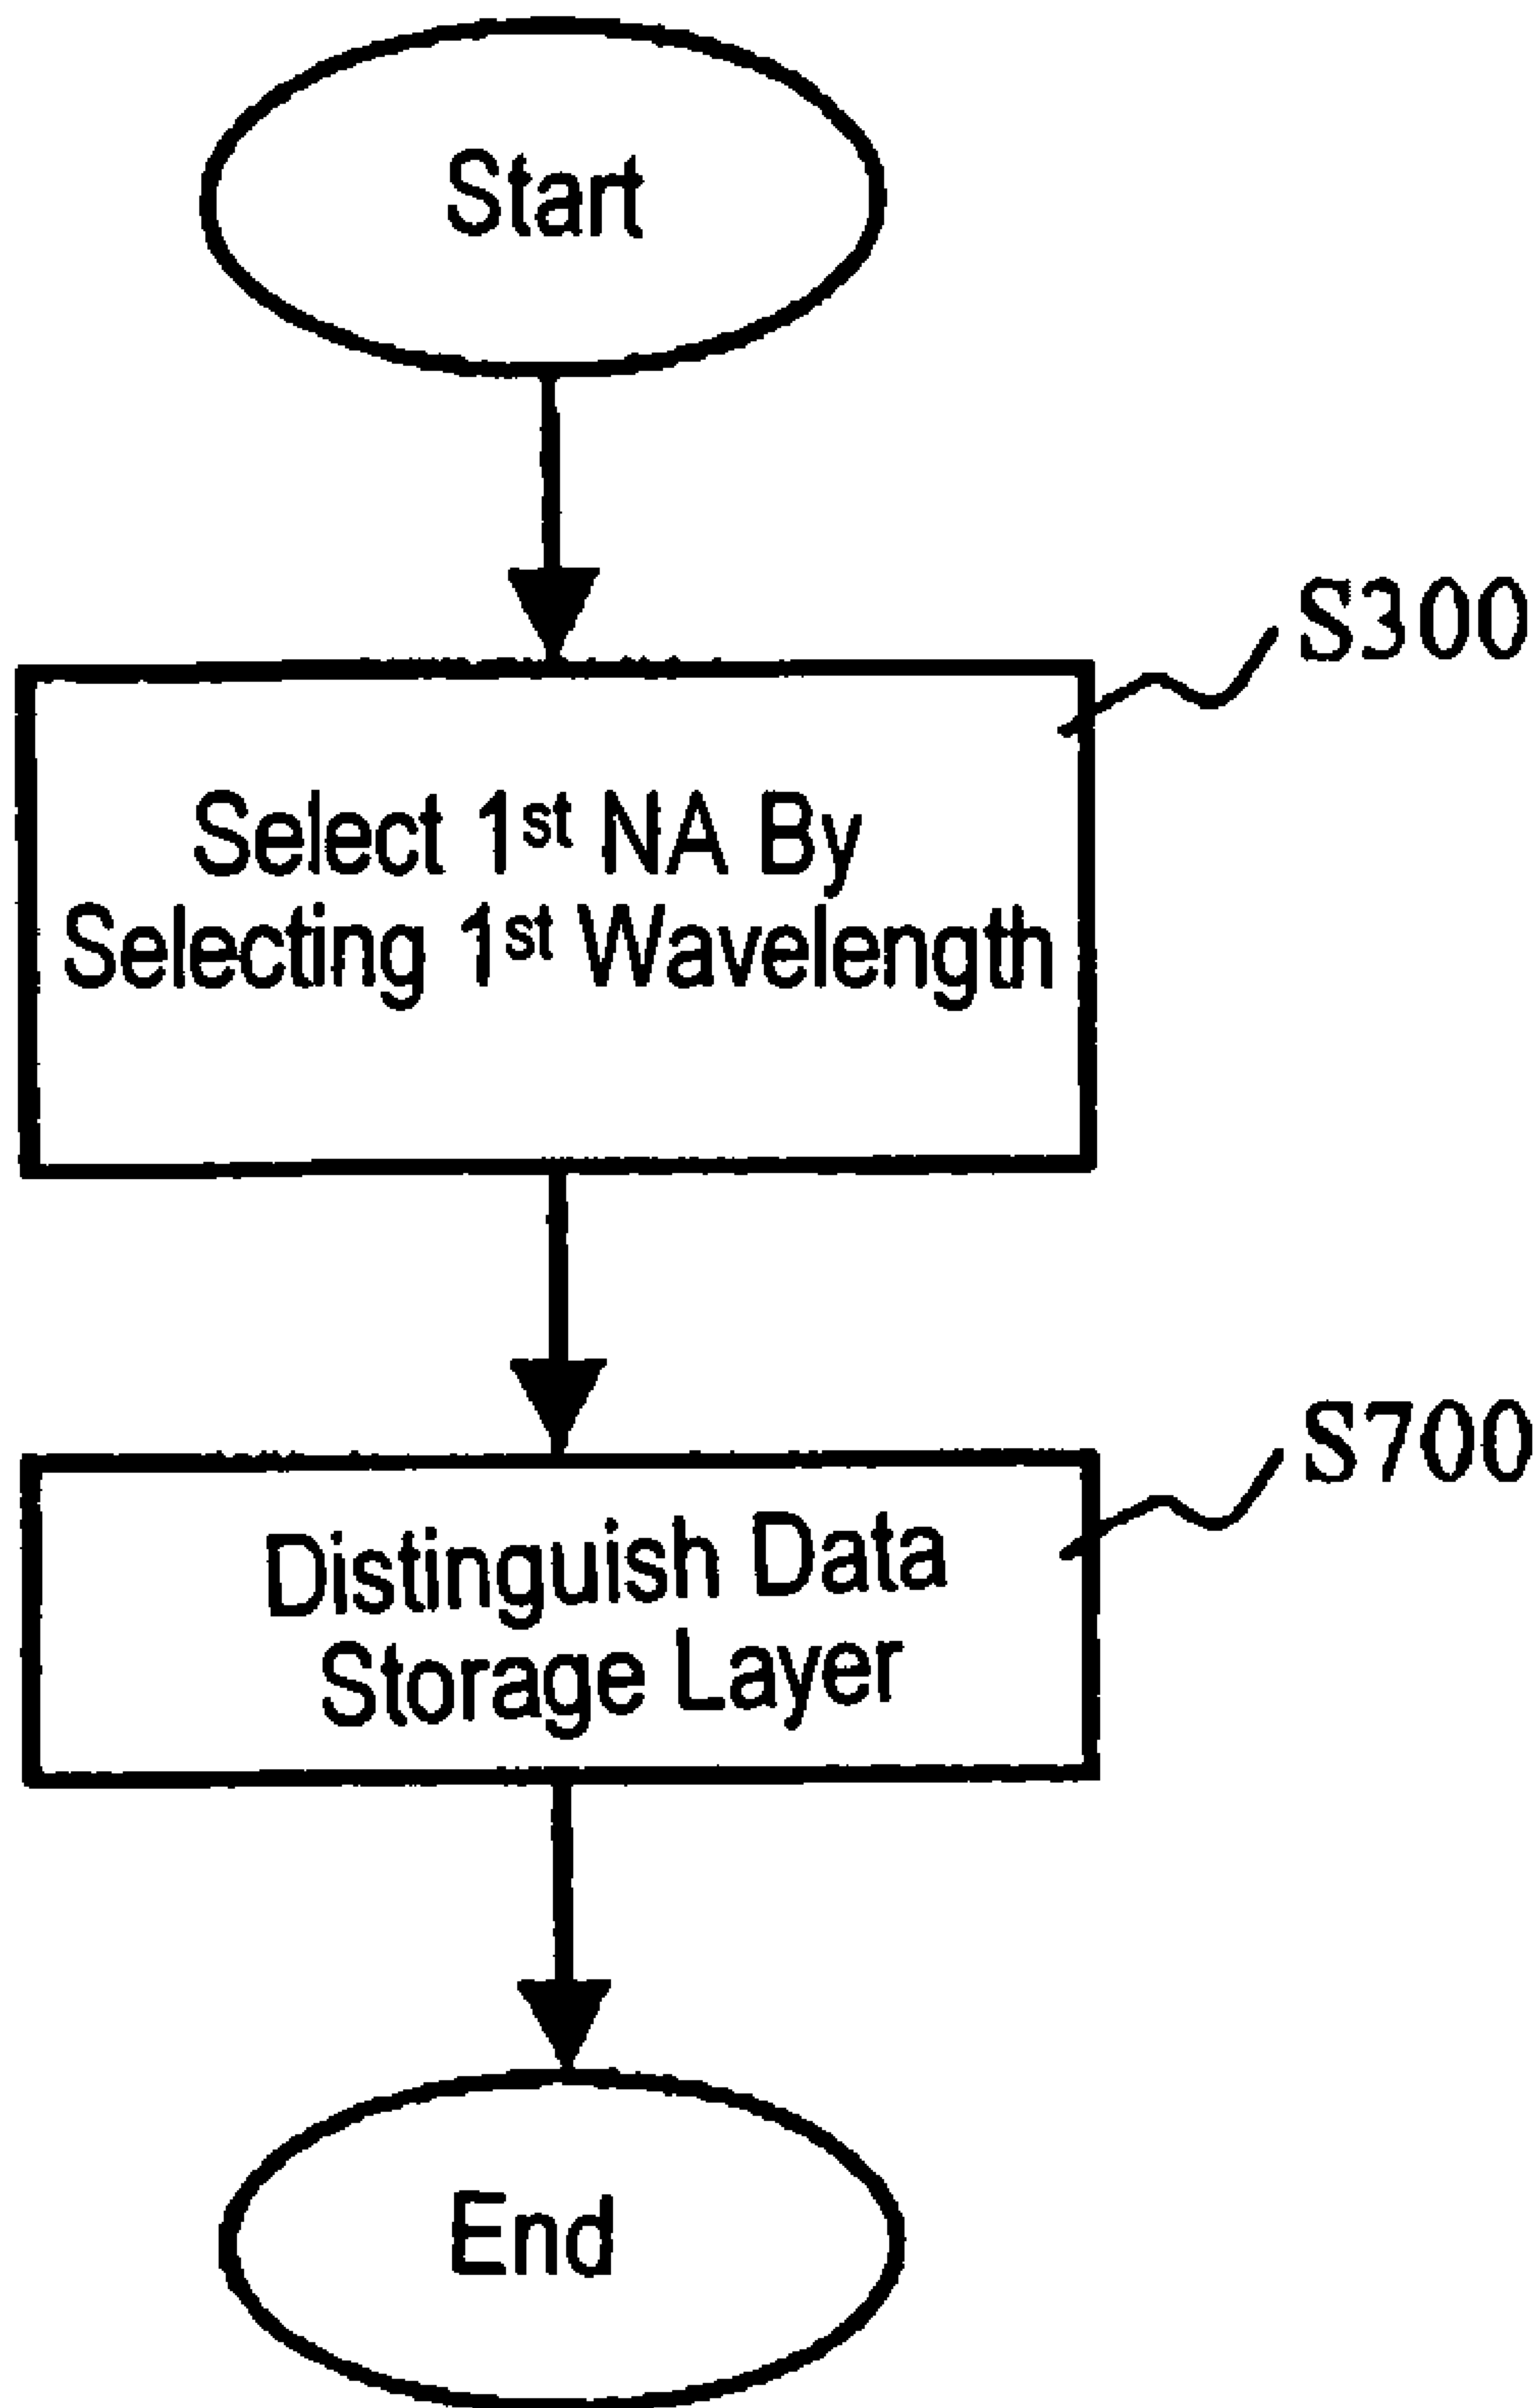 Start
S300
Select 1st NA By
Selecting 1st Wavelength
S700
Distinguish Data
Storage Layer
End